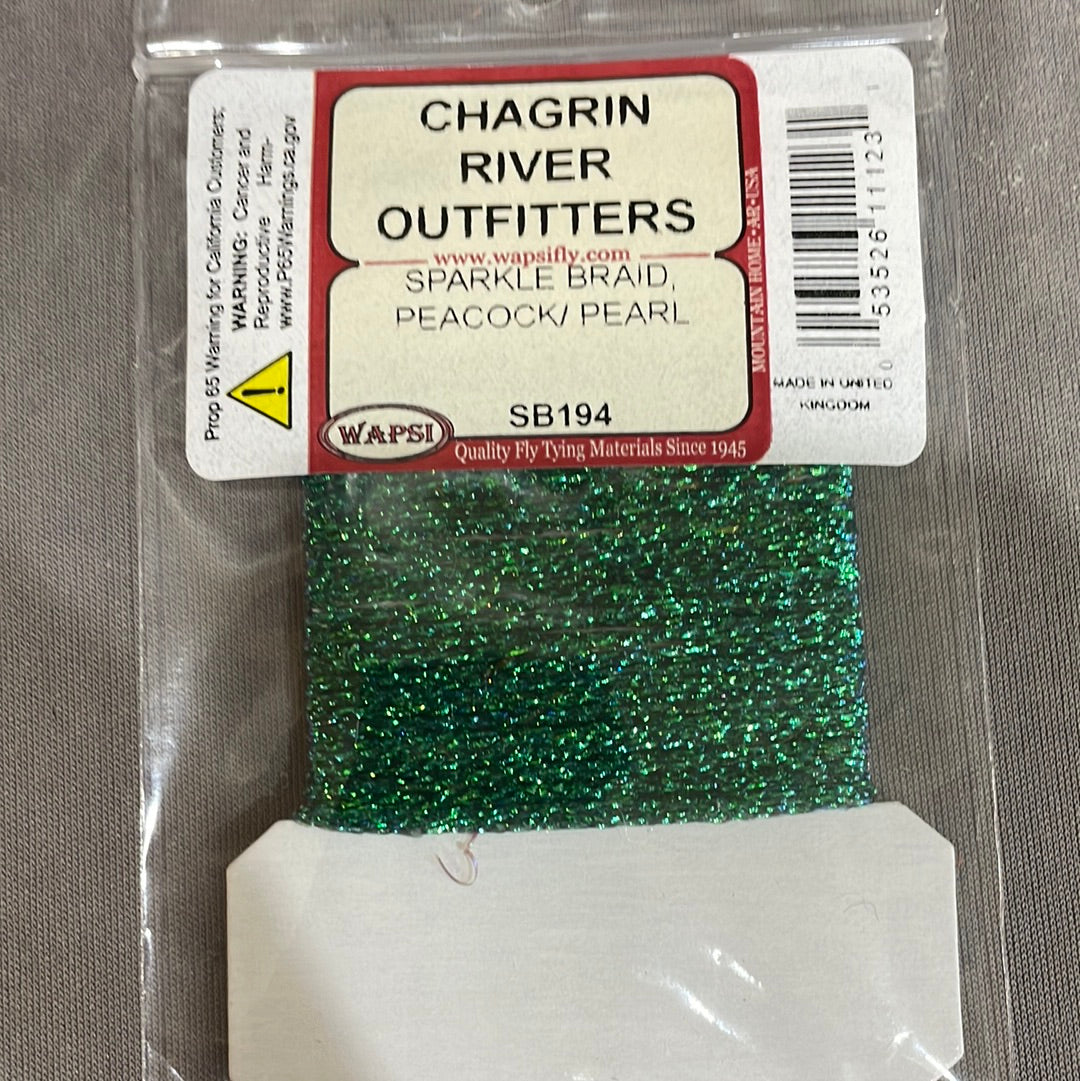 CHAGRIN
RIVER
OUTFITTERS
www.wapsifly.com
SPARKLE BRAID,
PEACOCK/ PEARL
SB194
WAPSI
Quality Fly Tying Materials Since 1945
MOUNTAIN HOME•AR•USA
Prop 65 Warning for California Customers;
WARNING: Cancer and
Reproductive Harm-
www.P65Warnings.ca.gov
!
0 53526 11123 1
MADE IN UNITED
KINGDOM